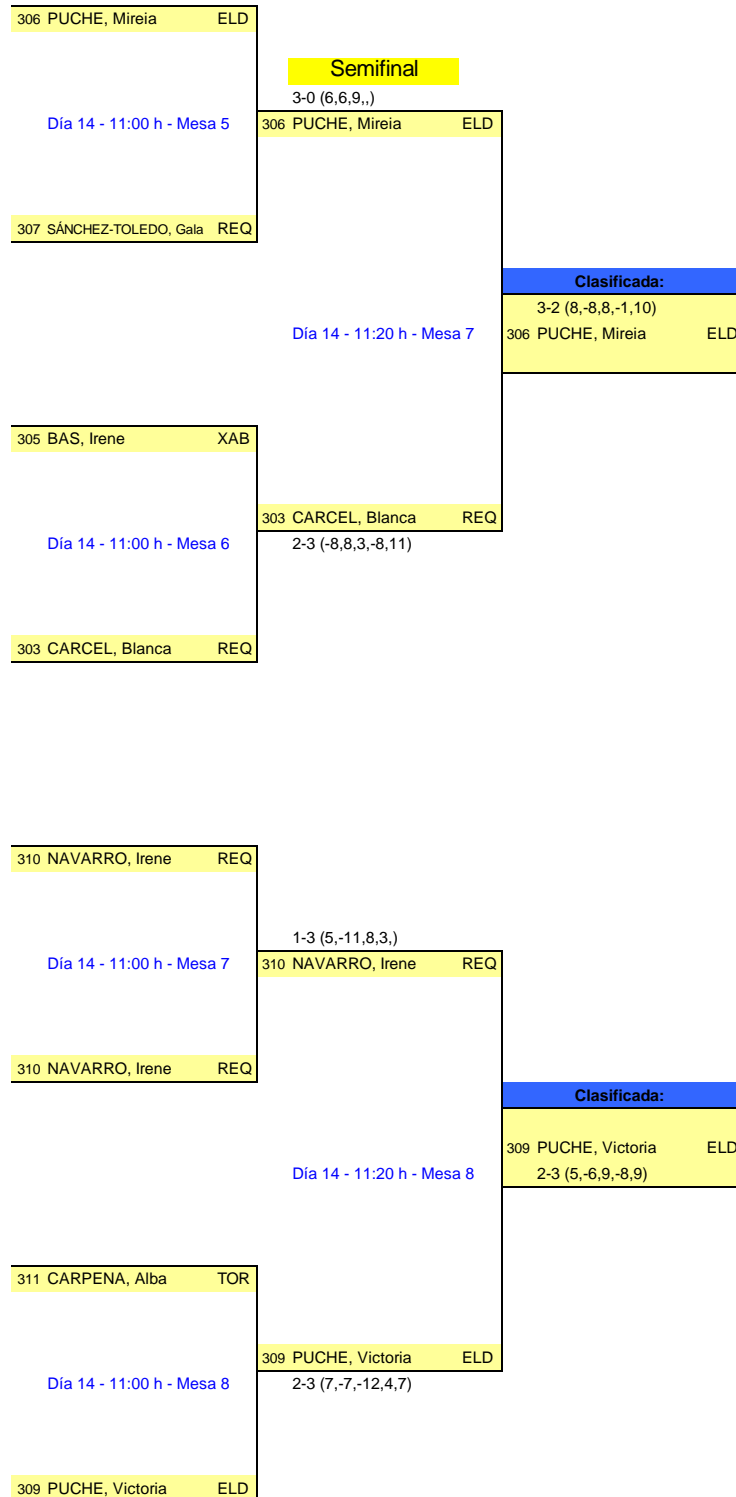 306 PUCHE, Mireia ELD
Semifinal
3-0 (6,6,9,,)
Día 14 - 11:00 h - Mesa 5
306 PUCHE, Mireia ELD
307 SÁNCHEZ-TOLEDO, Gala REQ
Clasificada:
3-2 (8,-8,8,-1,10)
Día 14 - 11:20 h - Mesa 7
306 PUCHE, Mireia ELD
305 BAS, Irene XAB
303 CARCEL, Blanca REQ
Día 14 - 11:00 h - Mesa 6
2-3 (-8,8,3,-8,11)
303 CARCEL, Blanca REQ
310 NAVARRO, Irene REQ
1-3 (5,-11,8,3,)
Día 14 - 11:00 h - Mesa 7
310 NAVARRO, Irene REQ
310 NAVARRO, Irene REQ
Clasificada:
309 PUCHE, Victoria ELD
Día 14 - 11:20 h - Mesa 8
2-3 (5,-6,9,-8,9)
311 CARPENA, Alba TOR
309 PUCHE, Victoria ELD
Día 14 - 11:00 h - Mesa 8
2-3 (7,-7,-12,4,7)
309 PUCHE, Victoria ELD